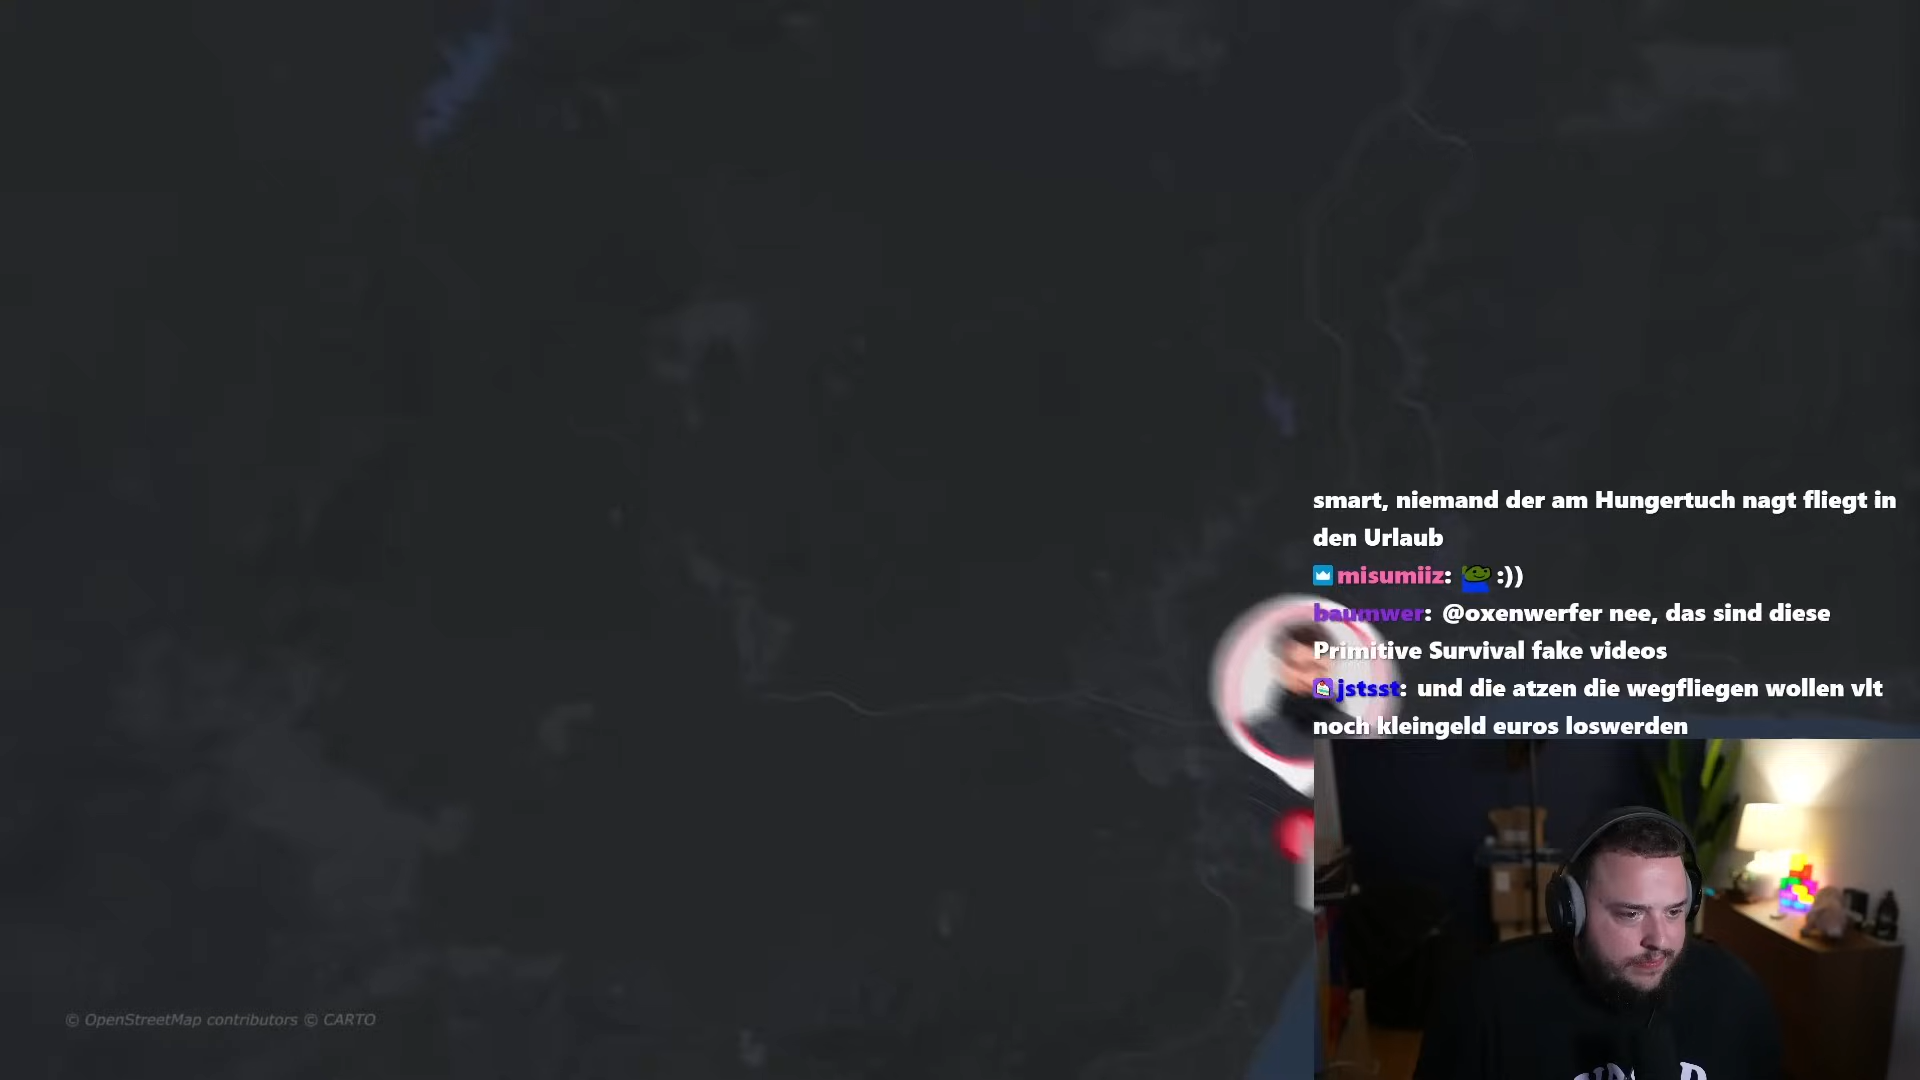 smart, niemand der am Hungertuch nagt fliegt in
den Urlaub
misumiiz: :))
baumwer: @oxenwerfer nee, das sind diese
Primitive Survival fake videos
jstsst: und die atzen die wegfliegen wollen vlt
noch kleingeld euros loswerden
© OpenStreetMap contributors © CARTO